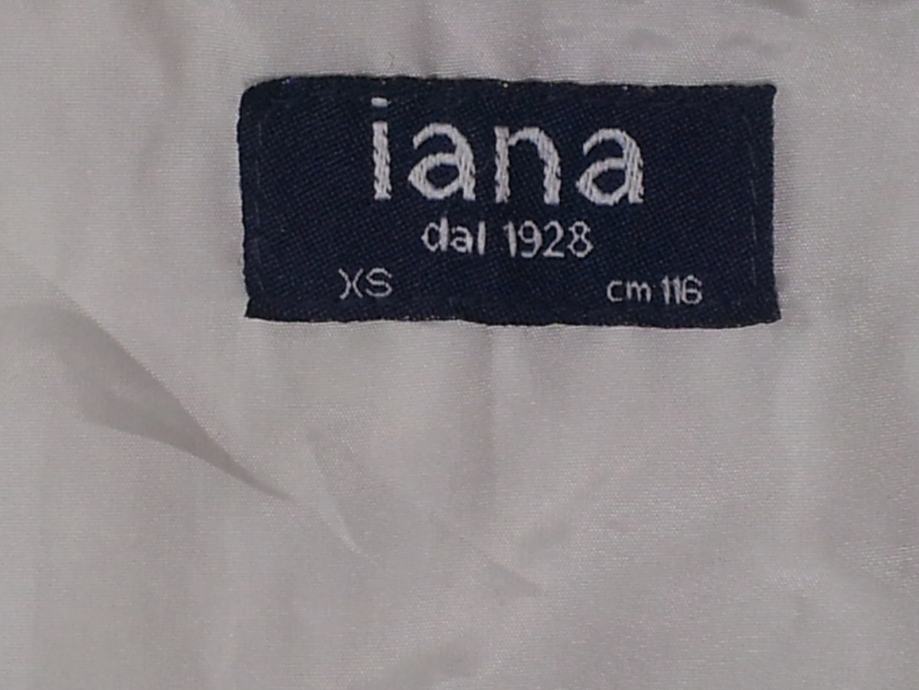 iana
dal 1928
XS cm 116